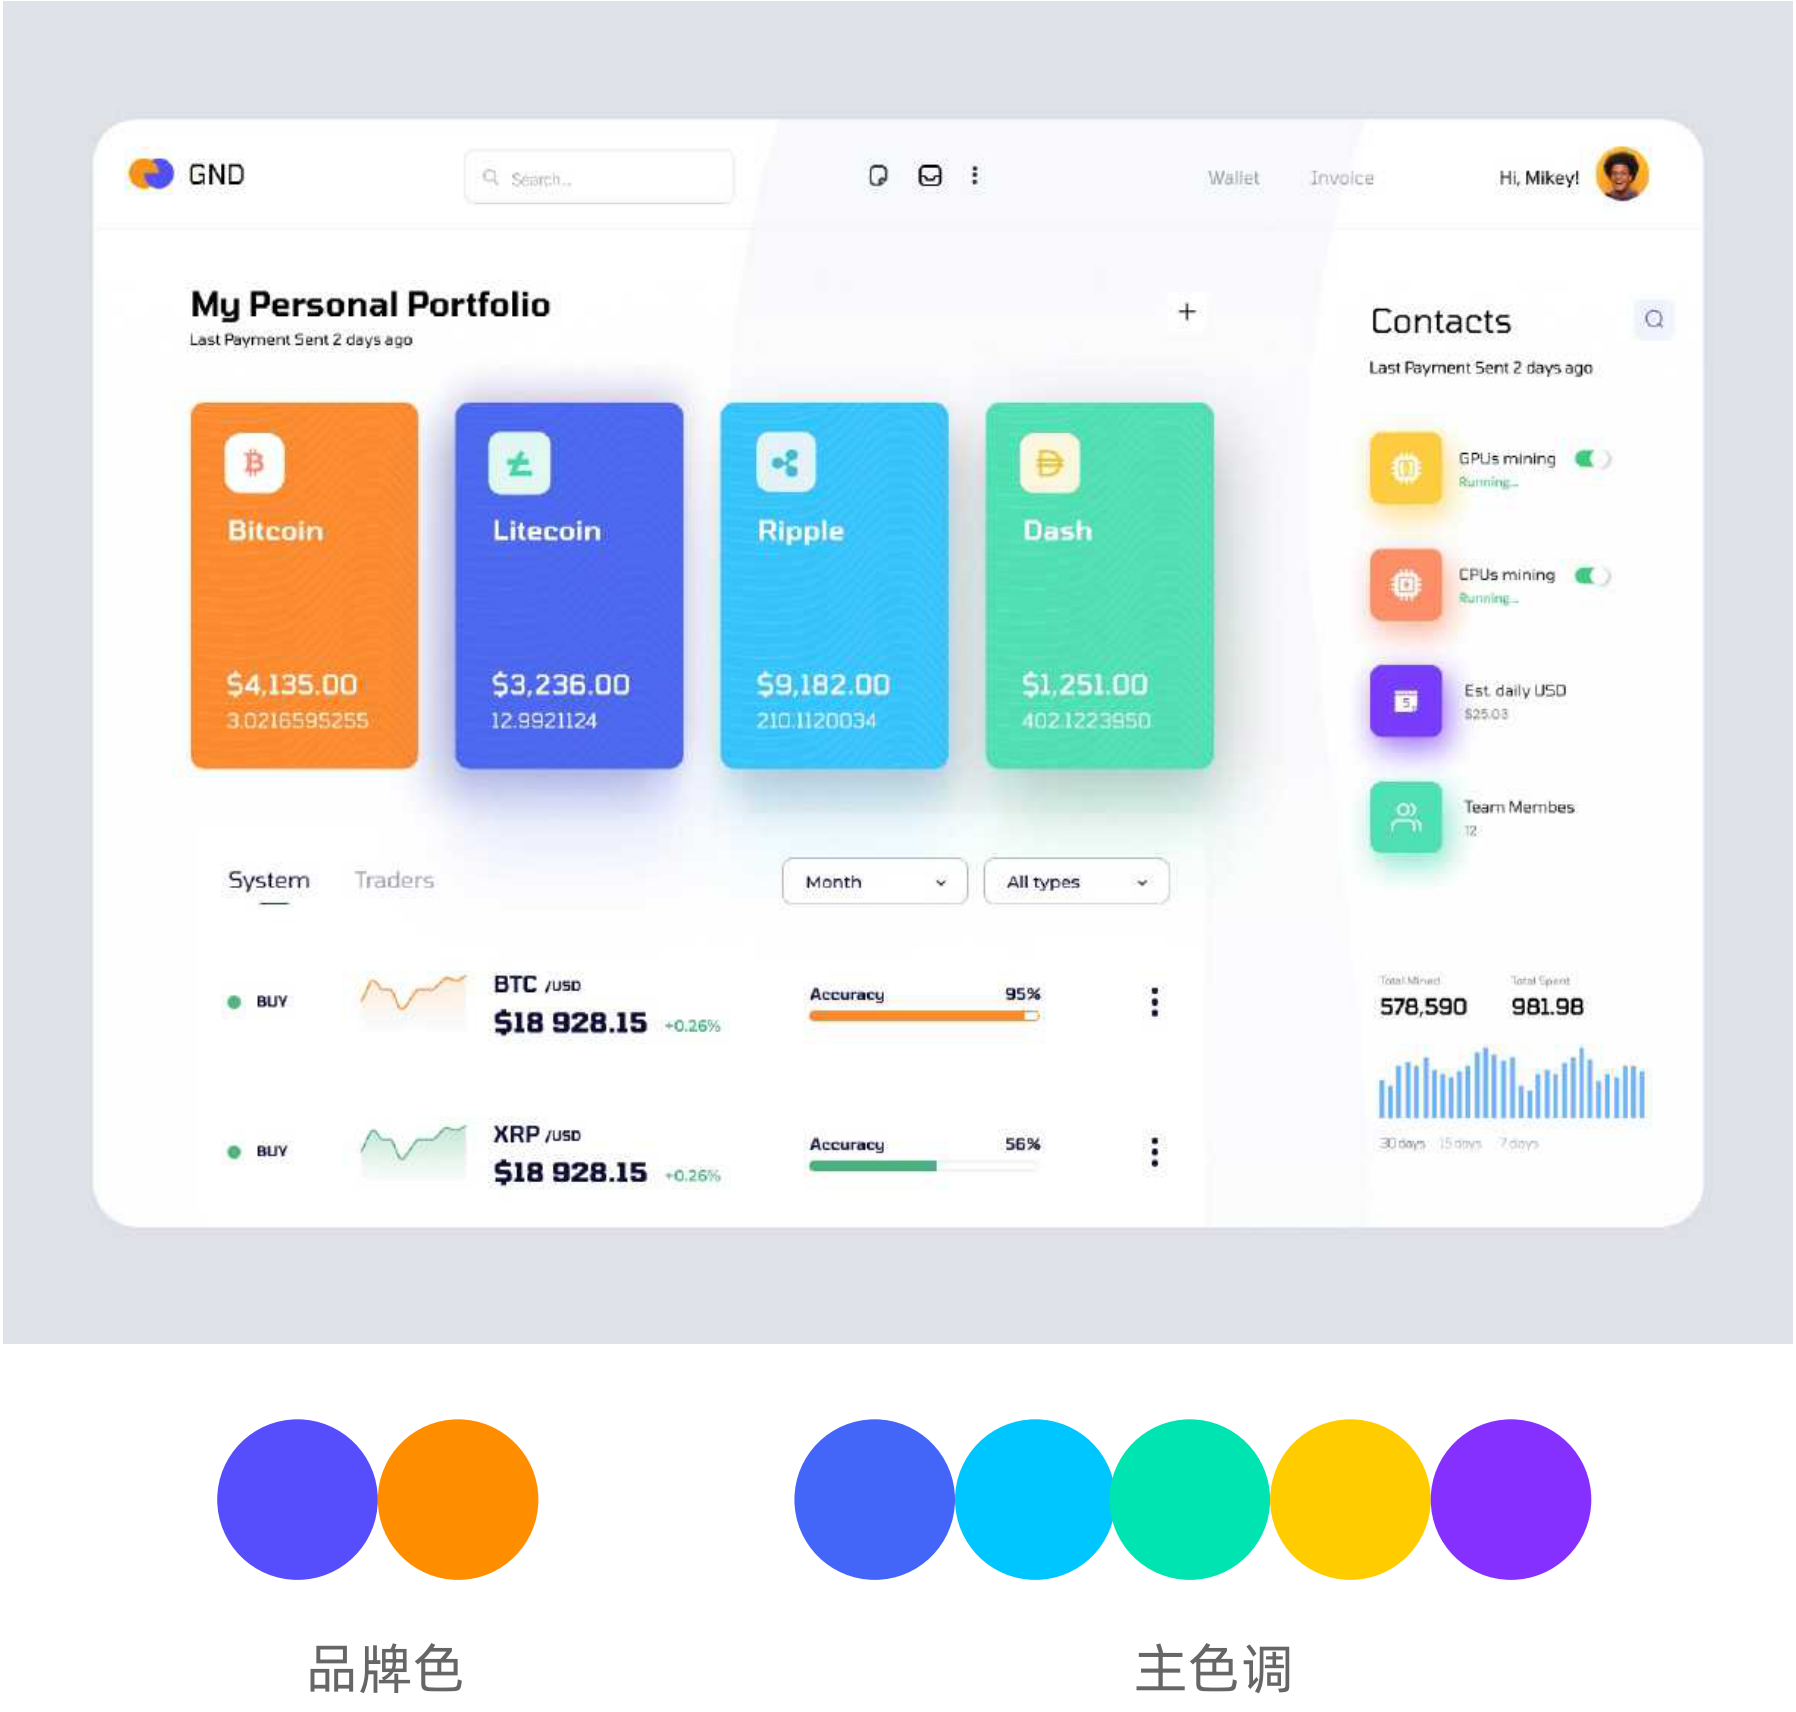 GND
Search...
Wallet
Invoice
Hi, Mikey!
My Personal Portfolio
Last Payment Sent 2 days ago
+
Contacts
Last Payment Sent 2 days ago
Bitcoin
$4,135.00
3.0216595255
Litecoin
$3,236.00
12.9921124
Ripple
$9,182.00
210.1120034
Dash
$1,251.00
402.1223950
GPUs mining
Running...
CPUs mining
Running...
5
Est. daily USD
$25.03
Team Membes
12
System
Traders
Month
All types
BUY
BTC /USD
$18 928.15 +0.26%
Accuracy 95%
BUY
XRP /USD
$18 928.15 +0.26%
Accuracy 56%
Total Mined
578,590
Total Spent
981.98
30 days 15 days 7 days
品牌色
主色调